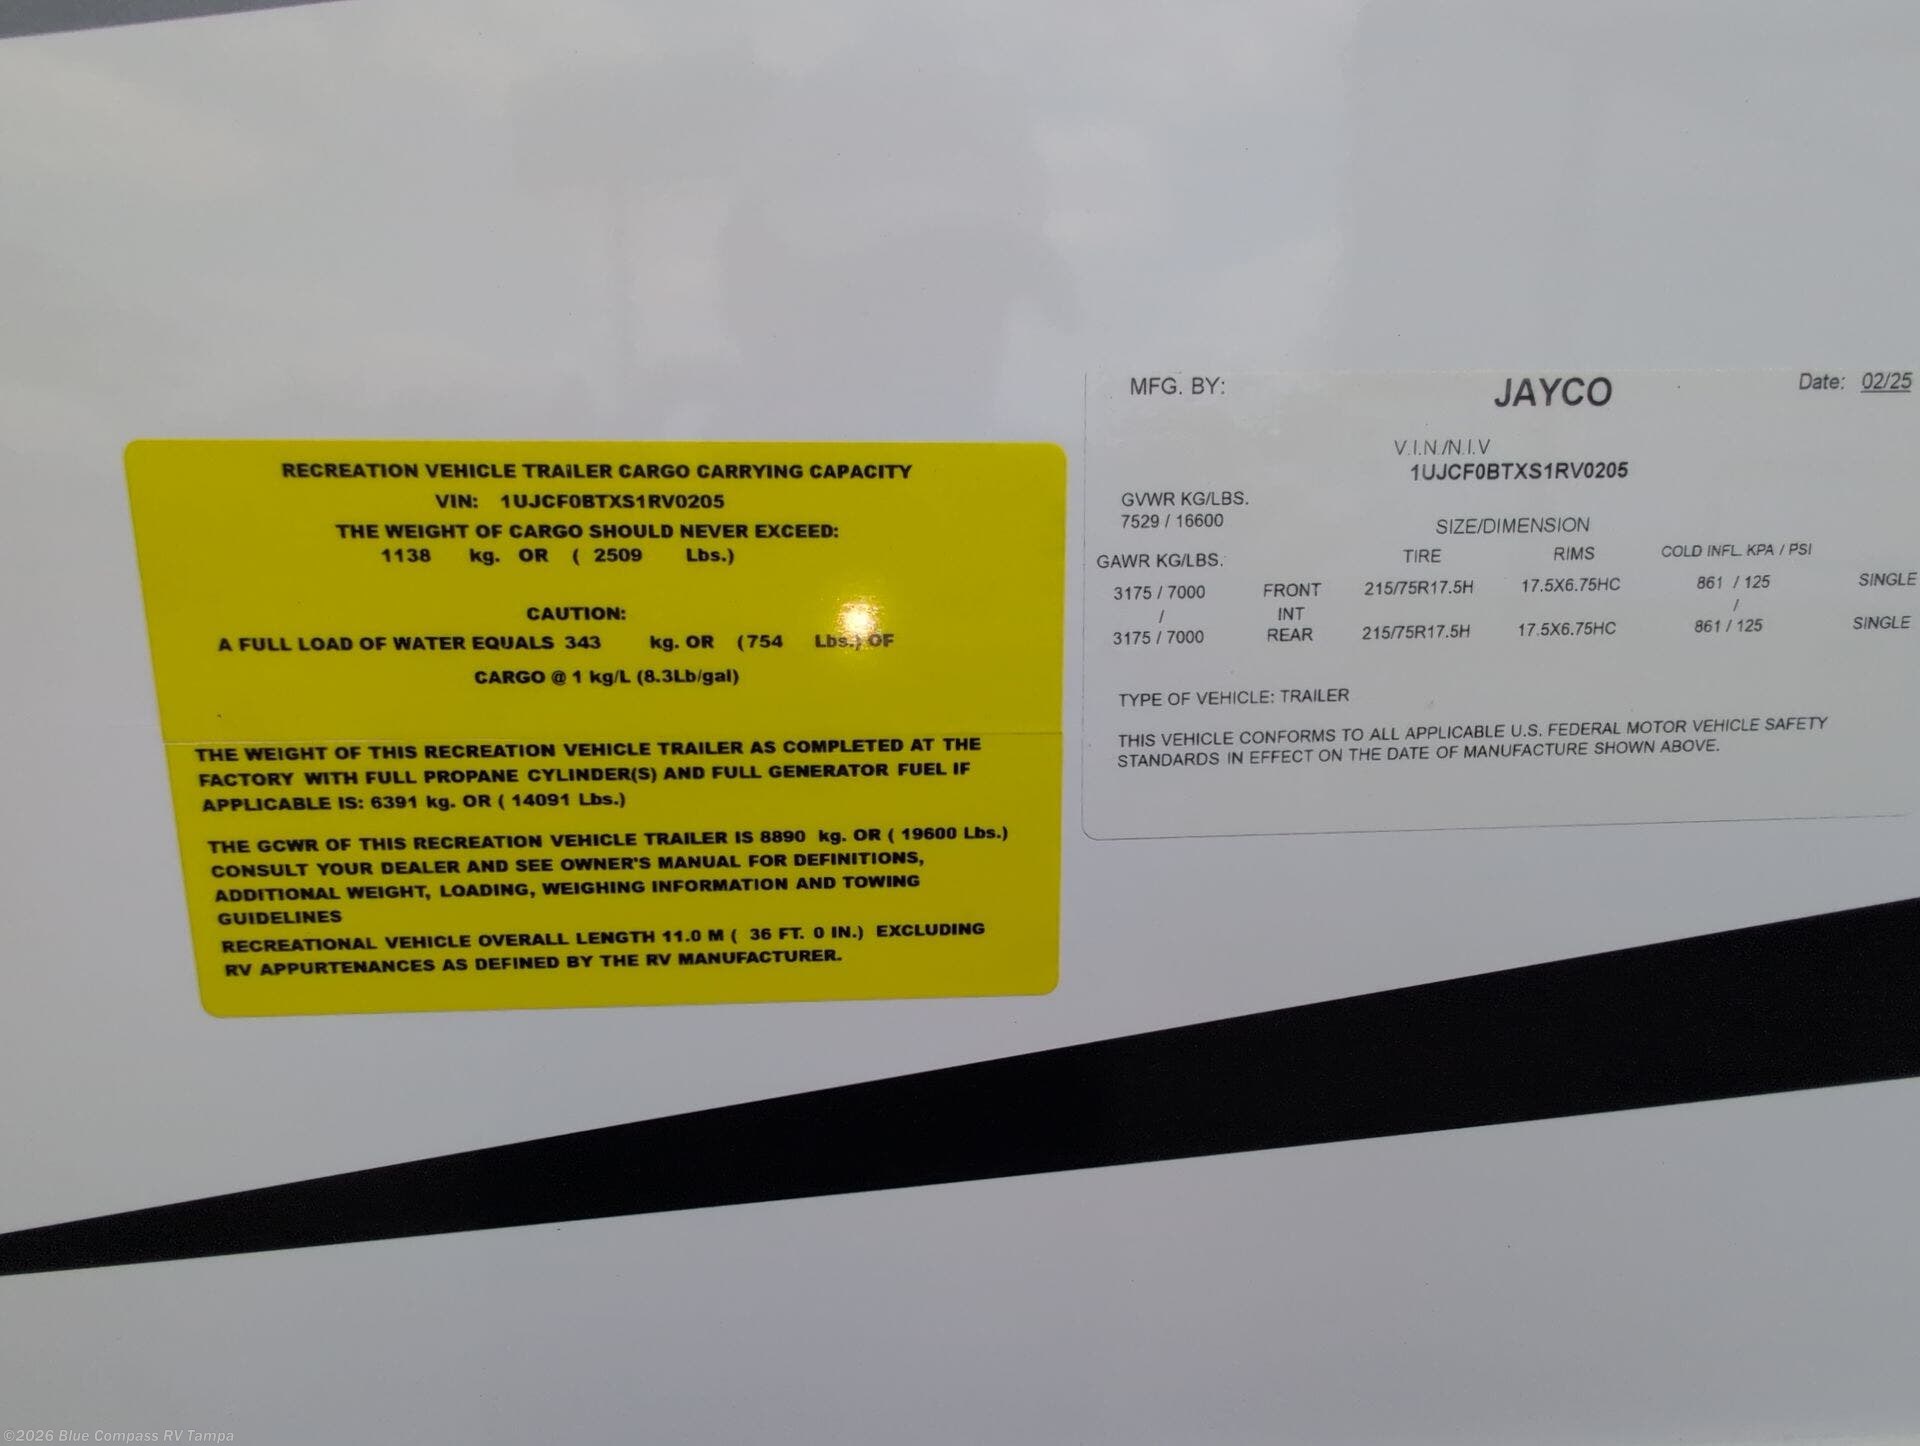 RECREATION VEHICLE TRAILER CARGO CARRYING CAPACITY
VIN: 1UJCF0BTXS1RV0205
THE WEIGHT OF CARGO SHOULD NEVER EXCEED:
1138 kg. OR ( 2509 Lbs.)
CAUTION:
A FULL LOAD OF WATER EQUALS 343 kg. OR (754 Lbs.) OF
CARGO @ 1 kg/L (8.3Lb/gal)
THE WEIGHT OF THIS RECREATION VEHICLE TRAILER AS COMPLETED AT THE
FACTORY WITH FULL PROPANE CYLINDER(S) AND FULL GENERATOR FUEL IF
APPLICABLE IS: 6391 kg. OR ( 14091 Lbs.)
THE GCWR OF THIS RECREATION VEHICLE TRAILER IS 8890 kg. OR ( 19600 Lbs.)
CONSULT YOUR DEALER AND SEE OWNER'S MANUAL FOR DEFINITIONS,
ADDITIONAL WEIGHT, LOADING, WEIGHING INFORMATION AND TOWING
GUIDELINES
RECREATIONAL VEHICLE OVERALL LENGTH 11.0 M ( 36 FT. 0 IN.) EXCLUDING
RV APPURTENANCES AS DEFINED BY THE RV MANUFACTURER.
MFG. BY: JAYCO Date: 02/25
V.I.N./N.I.V
1UJCF0BTXS1RV0205
GVWR KG/LBS.
7529 / 16600
SIZE/DIMENSION
GAWR KG/LBS. TIRE RIMS COLD INFL. KPA / PSI
3175 / 7000 FRONT 215/75R17.5H 17.5X6.75HC 861 / 125 SINGLE
/ INT /
3175 / 7000 REAR 215/75R17.5H 17.5X6.75HC 861 / 125 SINGLE
TYPE OF VEHICLE: TRAILER
THIS VEHICLE CONFORMS TO ALL APPLICABLE U.S. FEDERAL MOTOR VEHICLE SAFETY
STANDARDS IN EFFECT ON THE DATE OF MANUFACTURE SHOWN ABOVE.
©2026 Blue Compass RV Tampa